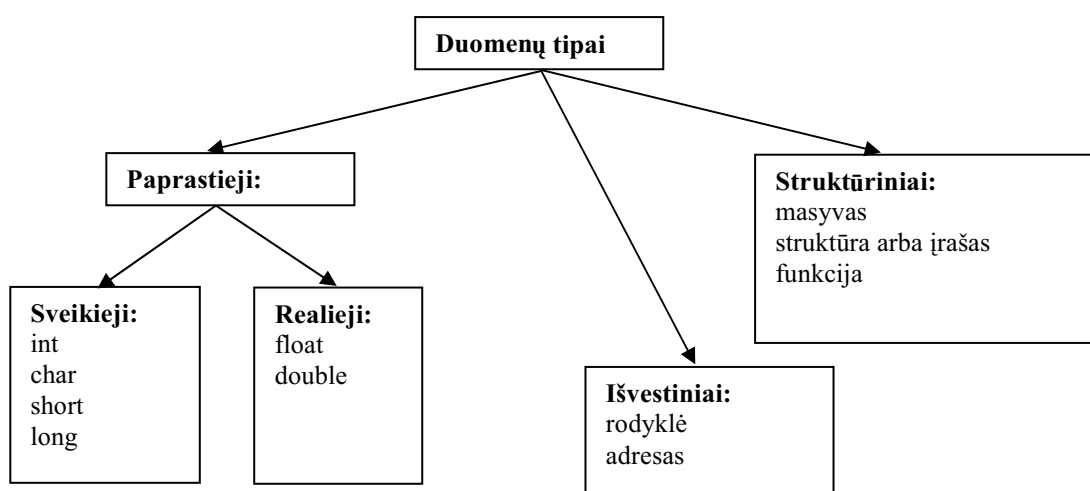 Duomenų tipai
Paprastieji:
Struktūriniai:
masyvas
struktūra arba įrašas
funkcija
Sveikieji:
int
char
short
long
Realieji:
float
double
Išvestiniai:
rodyklė
adresas